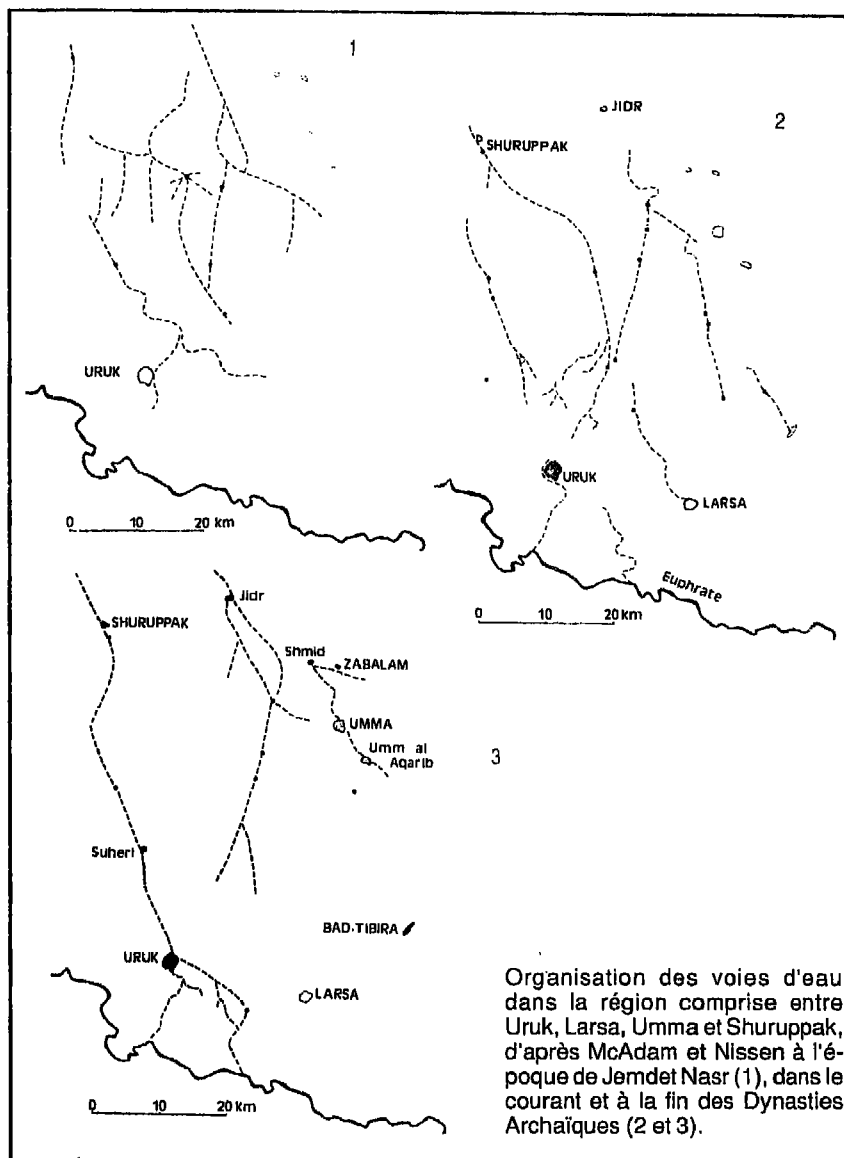 1
URUK
0 10 20 km
2
JIDR
SHURUPPAK
URUK
LARSA
Euphrate
0 10 20 km
3
Jidr
SHURUPPAK
Shmid
ZABALAM
UMMA
Umm al
Aqarib
Suheri
BAD-TIBIRA
URUK
LARSA
0 10 20 km
Organisation des voies d'eau
dans la région comprise entre
Uruk, Larsa, Umma et Shuruppak,
d'après McAdam et Nissen à l'é-
poque de Jemdet Nasr (1), dans le
courant et à la fin des Dynasties
Archaïques (2 et 3).